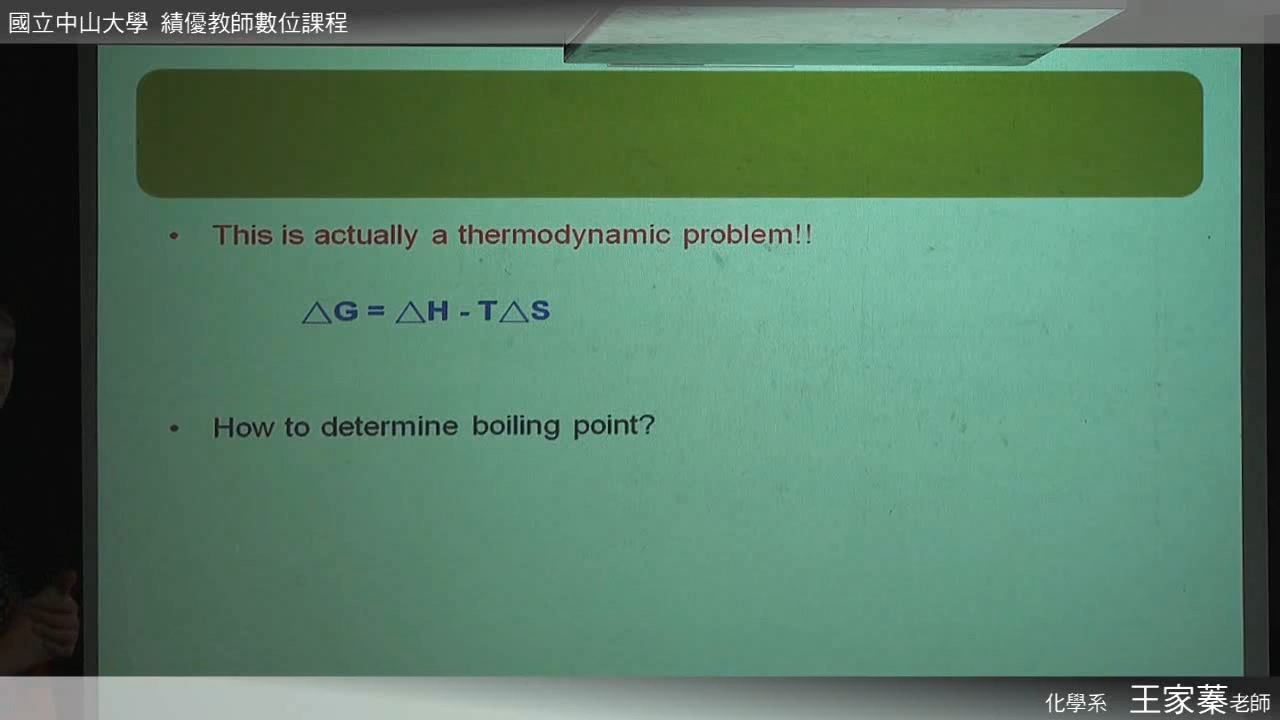 國立中山大學 績優教師數位課程
• This is actually a thermodynamic problem!!
△G = △H - T△S
• How to determine boiling point?
化學系 王家蓁老師